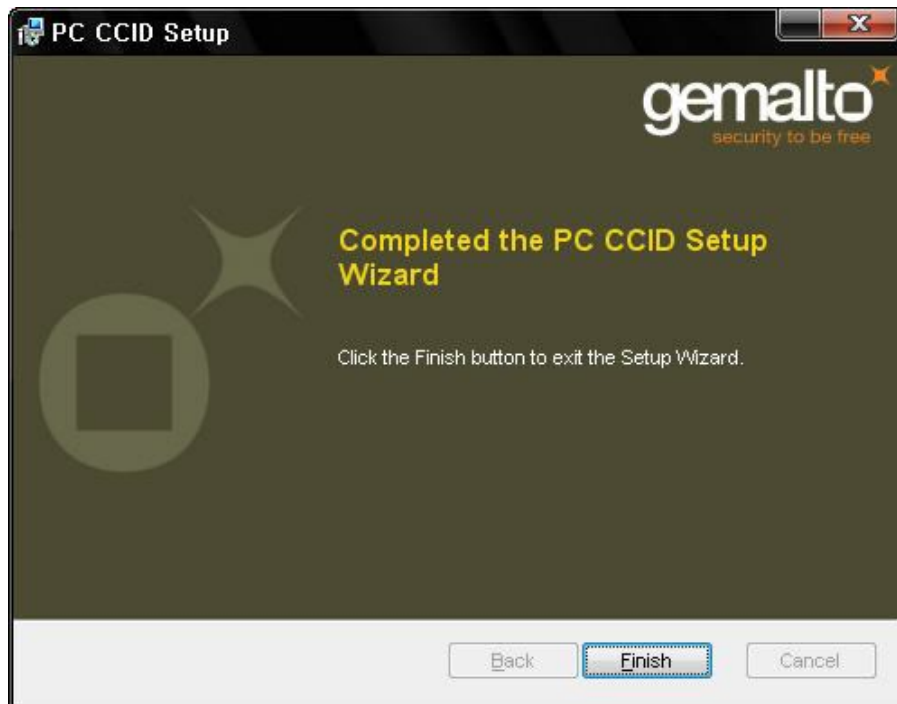 PC CCID Setup
gemalto
security to be free
Completed the PC CCID Setup
Wizard
Click the Finish button to exit the Setup Wizard.
Back Finish Cancel